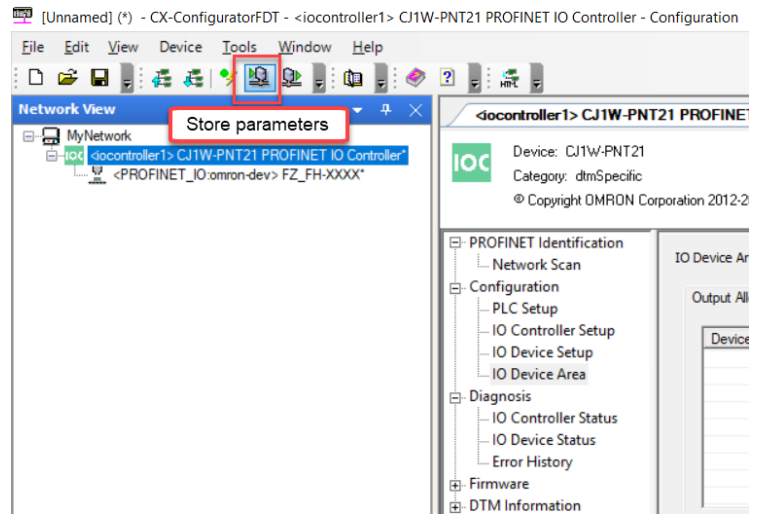 [Unnamed] (*) - CX-ConfiguratorFDT - <iocontroller1> CJ1W-PNT21 PROFINET IO Controller - Configuration
File Edit View Device Tools Window Help
Network View
Store parameters
MyNetwork
<iocontroller1> CJ1W-PNT21 PROFINET IO Controller*
<PROFINET_IO:omron-dev> FZ_FH-XXXX*
<iocontroller1> CJ1W-PNT21 PROFINET
IOC
Device: CJ1W-PNT21
Category: dtmSpecific
© Copyright OMRON Corporation 2012-2
PROFINET Identification
Network Scan
Configuration
PLC Setup
IO Controller Setup
IO Device Setup
IO Device Area
Diagnosis
IO Controller Status
IO Device Status
Error History
Firmware
DTM Information
IO Device Ar
Output All
Device